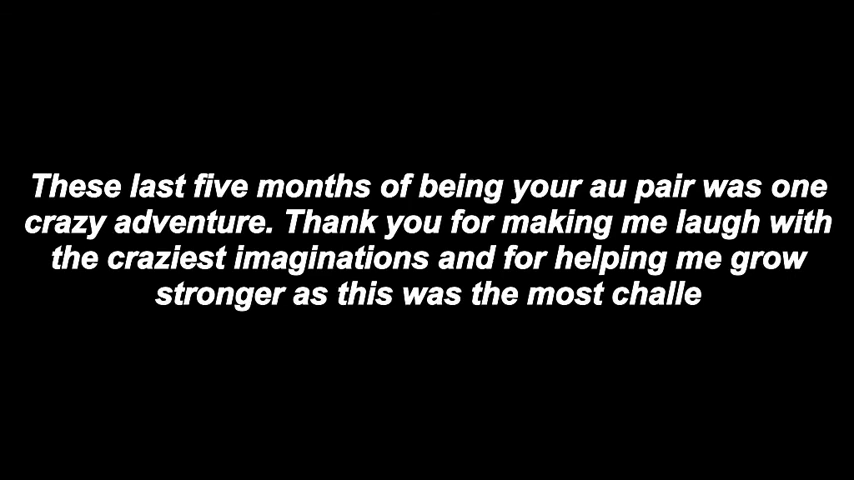 These last five months of being your au pair was one
crazy adventure. Thank you for making me laugh with
the craziest imaginations and for helping me grow
stronger as this was the most challe